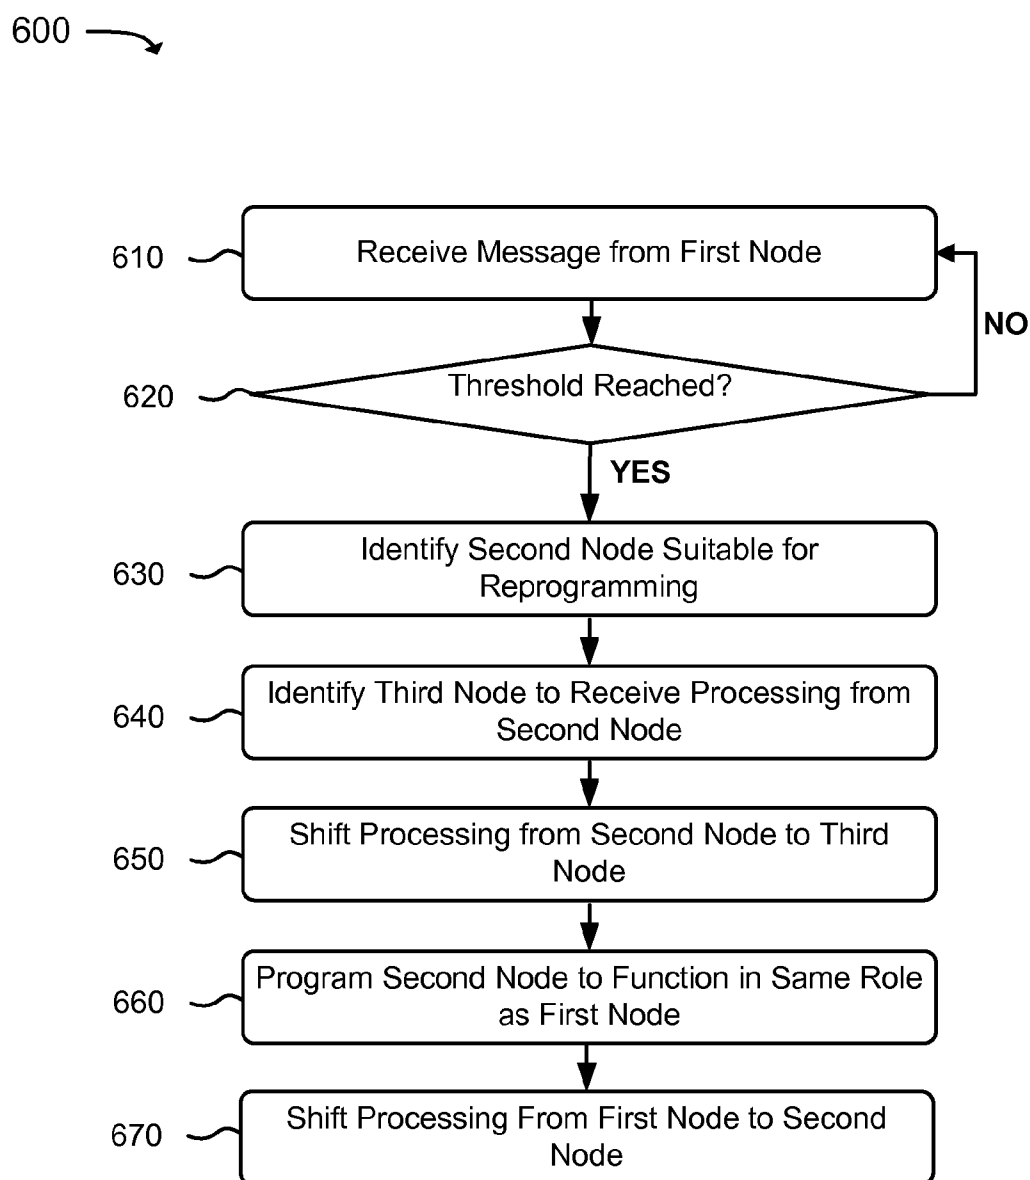 600
610
Receive Message from First Node
NO
620
Threshold Reached?
YES
630
Identify Second Node Suitable for
Reprogramming
640
Identify Third Node to Receive Processing from
Second Node
650
Shift Processing from Second Node to Third
Node
660
Program Second Node to Function in Same Role
as First Node
670
Shift Processing From First Node to Second
Node